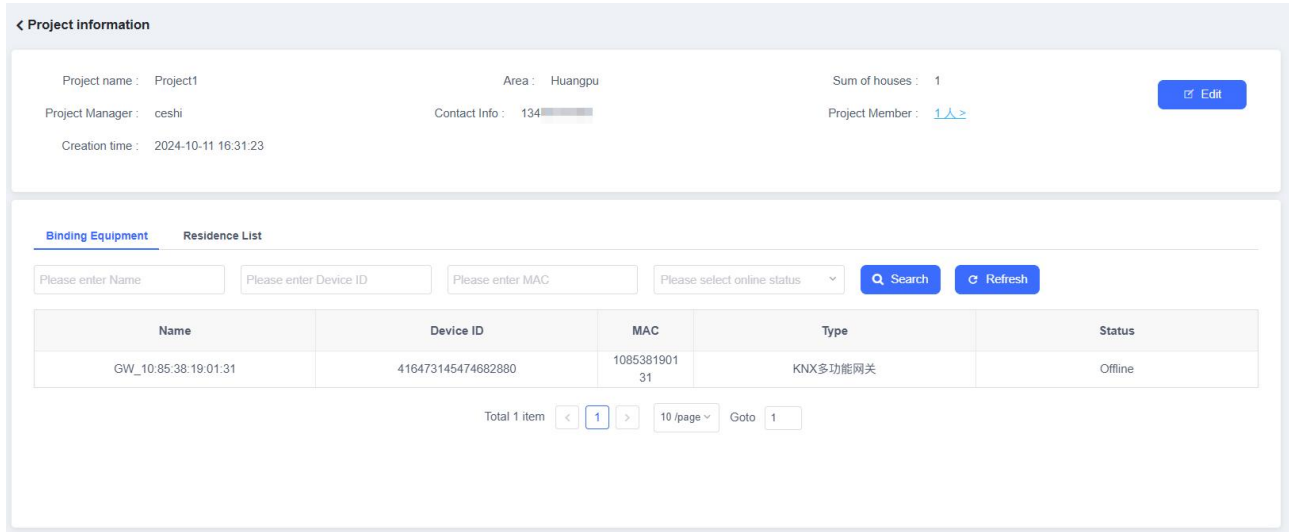 Project information
Project name : Project1 Area : Huangpu Sum of houses : 1
Edit
Project Manager : ceshi Contact Info : 134 Project Member : 1 人 >
Creation time : 2024-10-11 16:31:23
Binding Equipment Residence List
Please enter Name Please enter Device ID Please enter MAC Please select online status Search Refresh
Name Device ID MAC Type Status
GW_10:85:38:19:01:31 416473145474682880 1085381901
31 KNX多功能网关 Offline
Total 1 item < 1 > 10 /page Goto 1